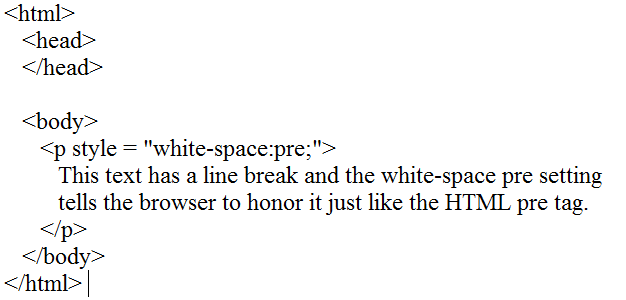 <html>
<head>
</head>
<body>
<p style = "white-space:pre;">
This text has a line break and the white-space pre setting
tells the browser to honor it just like the HTML pre tag.
</p>
</body>
</html>